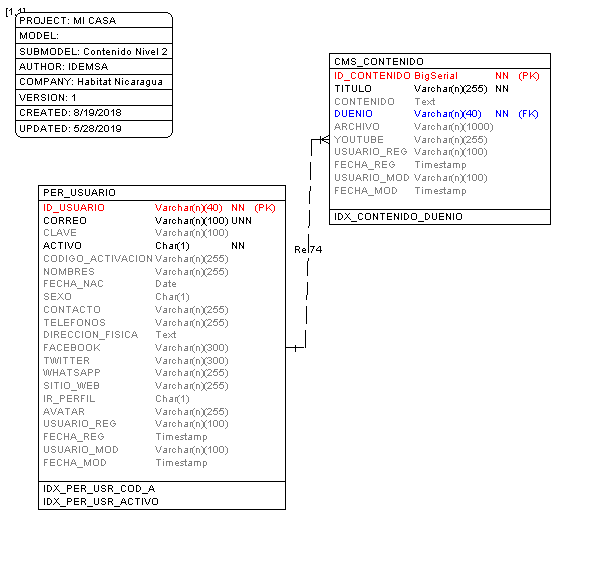 [1,1]
PROJECT: MI CASA
MODEL:
SUBMODEL: Contenido Nivel 2
AUTHOR: IDEMSA
COMPANY: Habitat Nicaragua
VERSION: 1
CREATED: 8/19/2018
UPDATED: 5/28/2019
CMS_CONTENIDO
ID_CONTENIDO BigSerial NN (PK)
TITULO Varchar(n)(255) NN
CONTENIDO Text
DUENIO Varchar(n)(40) NN (FK)
ARCHIVO Varchar(n)(1000)
YOUTUBE Varchar(n)(255)
USUARIO_REG Varchar(n)(100)
FECHA_REG Timestamp
USUARIO_MOD Varchar(n)(100)
FECHA_MOD Timestamp
IDX_CONTENIDO_DUENIO
Rel74
PER_USUARIO
ID_USUARIO Varchar(n)(40) NN (PK)
CORREO Varchar(n)(100) UNN
CLAVE Varchar(n)(100)
ACTIVO Char(1) NN
CODIGO_ACTIVACION Varchar(n)(255)
NOMBRES Varchar(n)(255)
FECHA_NAC Date
SEXO Char(1)
CONTACTO Varchar(n)(255)
TELEFONOS Varchar(n)(255)
DIRECCION_FISICA Text
FACEBOOK Varchar(n)(300)
TWITTER Varchar(n)(300)
WHATSAPP Varchar(n)(255)
SITIO_WEB Varchar(n)(255)
IR_PERFIL Char(1)
AVATAR Varchar(n)(255)
USUARIO_REG Varchar(n)(100)
FECHA_REG Timestamp
USUARIO_MOD Varchar(n)(100)
FECHA_MOD Timestamp
IDX_PER_USR_COD_A
IDX_PER_USR_ACTIVO